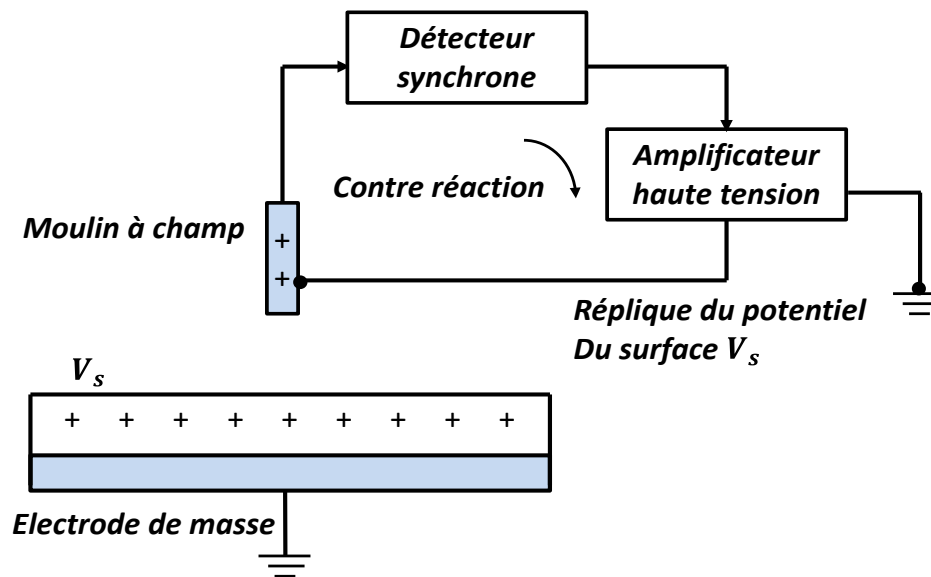 Détecteur
synchrone
Amplificateur
haute tension
Contre réaction
Moulin à champ
+
+
Réplique du potentiel
Du surface Vₛ
Vₛ
+ + + + + + + + +
Electrode de masse